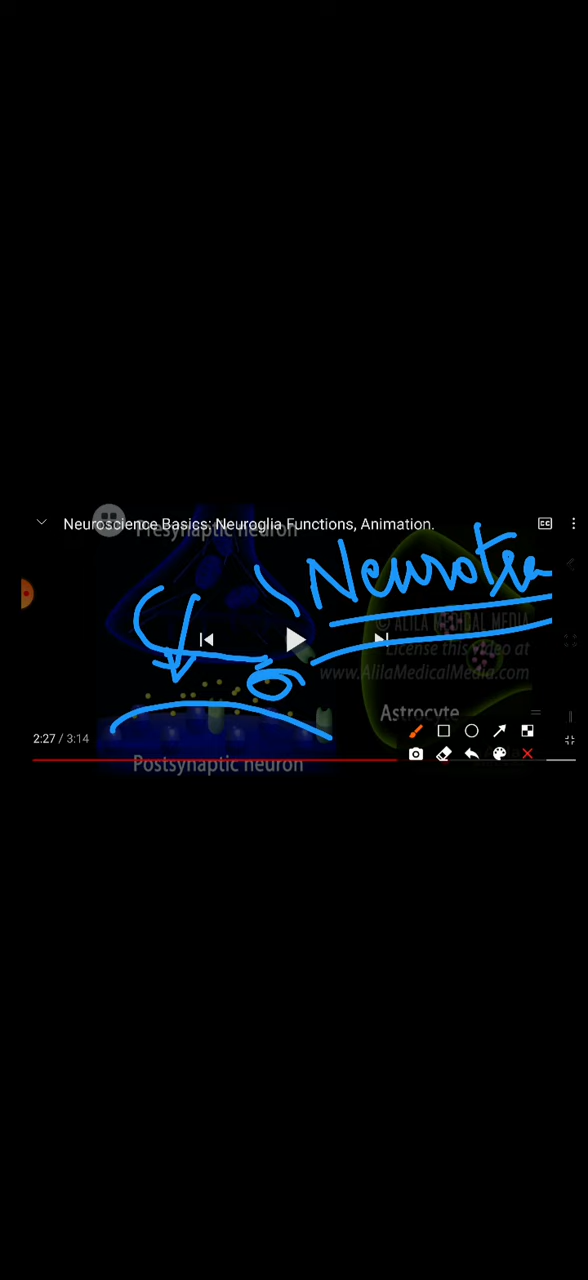 Neuroscience Basics: Neuroglia Functions, Animation.
Presynaptic neuron
Neurotra
© ALILA MEDICAL MEDIA
License this video at
www.AlilaMedicalMedia.com
Astrocyte
2:27 / 3:14
Postsynaptic neuron